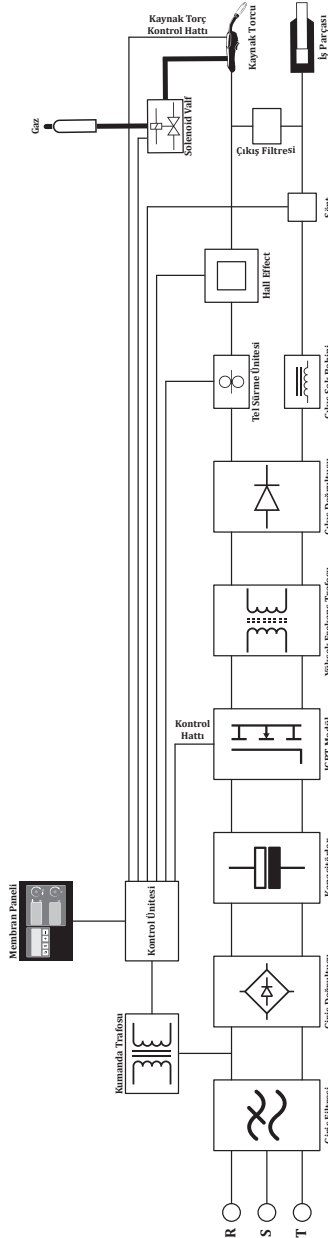 R
S
T
Giriş Filtresi
Kumanda Trafosu
Giriş Doğrultucu
Membran Paneli
Kontrol Ünitesi
Kapasitörler
Kontrol
Hattı
IGBT Modül
Yüksek Frekans Trafosu
Çıkış Doğrultucu
Tel Sürme Ünitesi
Çıkış Şok Bobini
Hall Effect
Şönt
Gaz
Solenoid Valf
Çıkış Filtresi
Kaynak Torç
Kontrol Hattı
Kaynak Torcu
İş Parçası